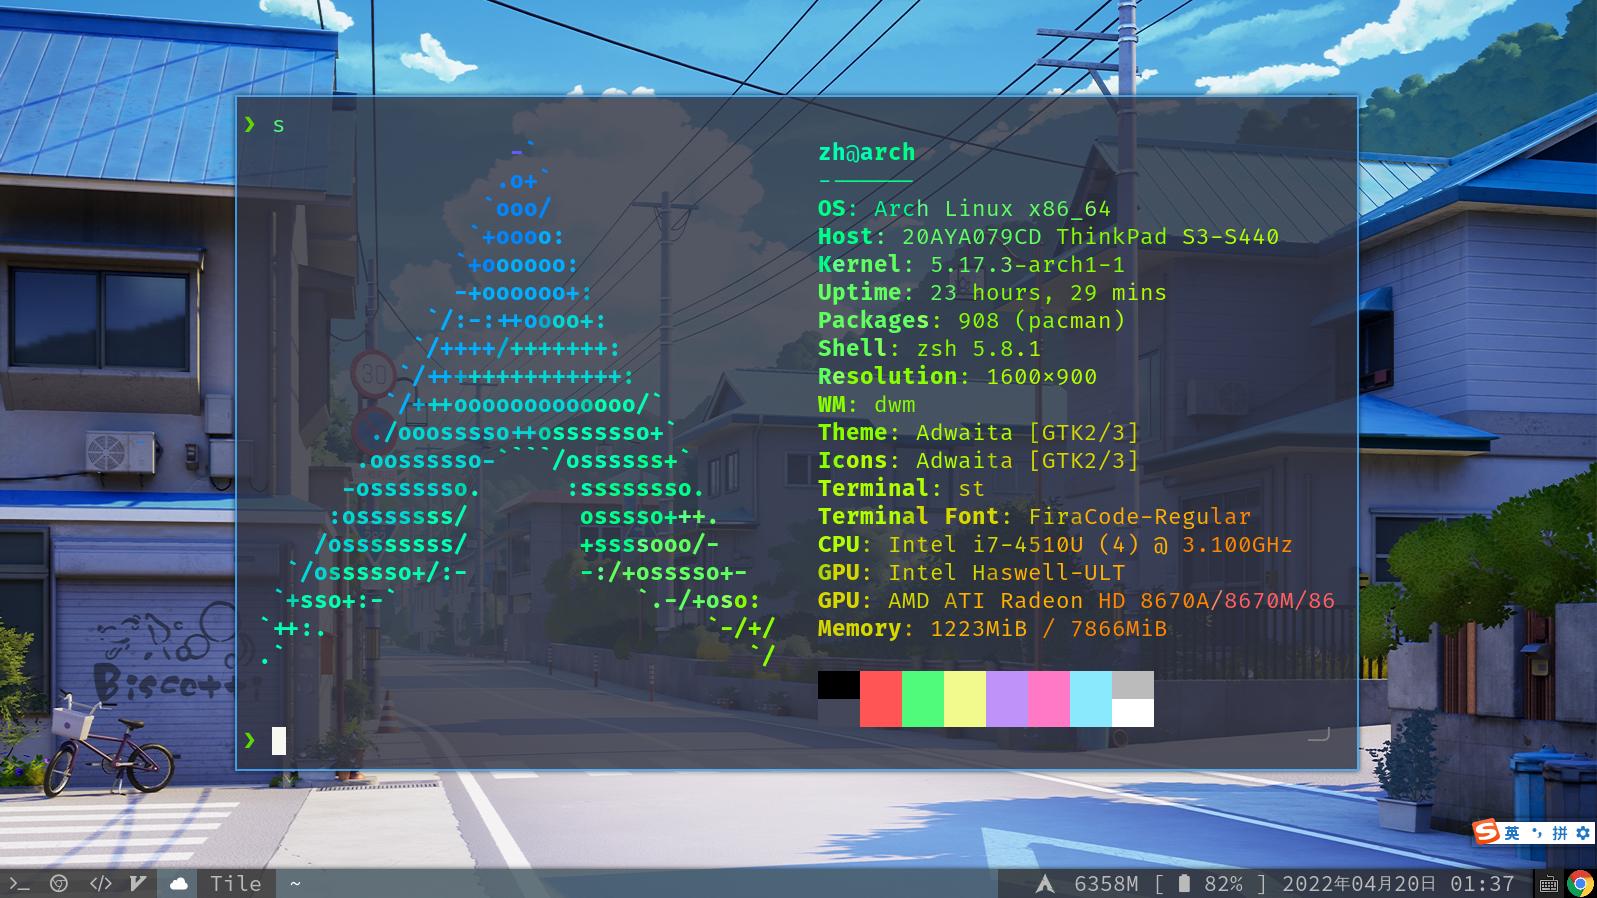 ❯ s
                  -`
                 .o+`
                `ooo/
               `+oooo:
              `+oooooo:
              -+oooooo+:
            `/:-:++oooo+:
           `/++++/+++++++:
          `/++++++++++++++:
         `/+++ooooooooooooo/`
        ./ooosssso++osssssso+`
       .oossssso-````/ossssss+`
      -osssssso.      :ssssssso.
     :osssssss/        osssso+++.
    /ossssssss/        +ssssooo/-
  `/ossssso+/:-        -:/+osssso+-
 `+sso+:-`                 `.-/+oso:
`++:.                           `-/+/
.`                                 `/
zh@arch
-------
OS: Arch Linux x86_64
Host: 20AYA079CD ThinkPad S3-S440
Kernel: 5.17.3-arch1-1
Uptime: 23 hours, 29 mins
Packages: 908 (pacman)
Shell: zsh 5.8.1
Resolution: 1600×900
WM: dwm
Theme: Adwaita [GTK2/3]
Icons: Adwaita [GTK2/3]
Terminal: st
Terminal Font: FiraCode-Regular
CPU: Intel i7-4510U (4) @ 3.100GHz
GPU: Intel Haswell-ULT
GPU: AMD ATI Radeon HD 8670A/8670M/86
Memory: 1223MiB / 7866MiB
❯
30
Biscotti
S 英 拼
>_ </> V Tile ~ 6358M [ 82% ] 2022年04月20日 01:37